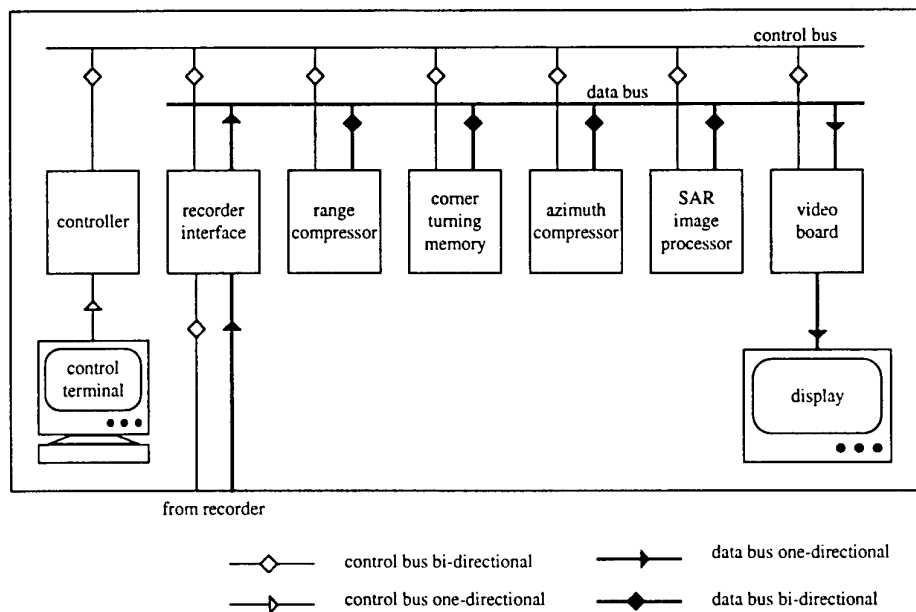 control bus
data bus
controller
recorder
interface
range
compressor
corner
turning
memory
azimuth
compressor
SAR
image
processor
video
board
control
terminal
display
from recorder
control bus bi-directional
data bus one-directional
control bus one-directional
data bus bi-directional